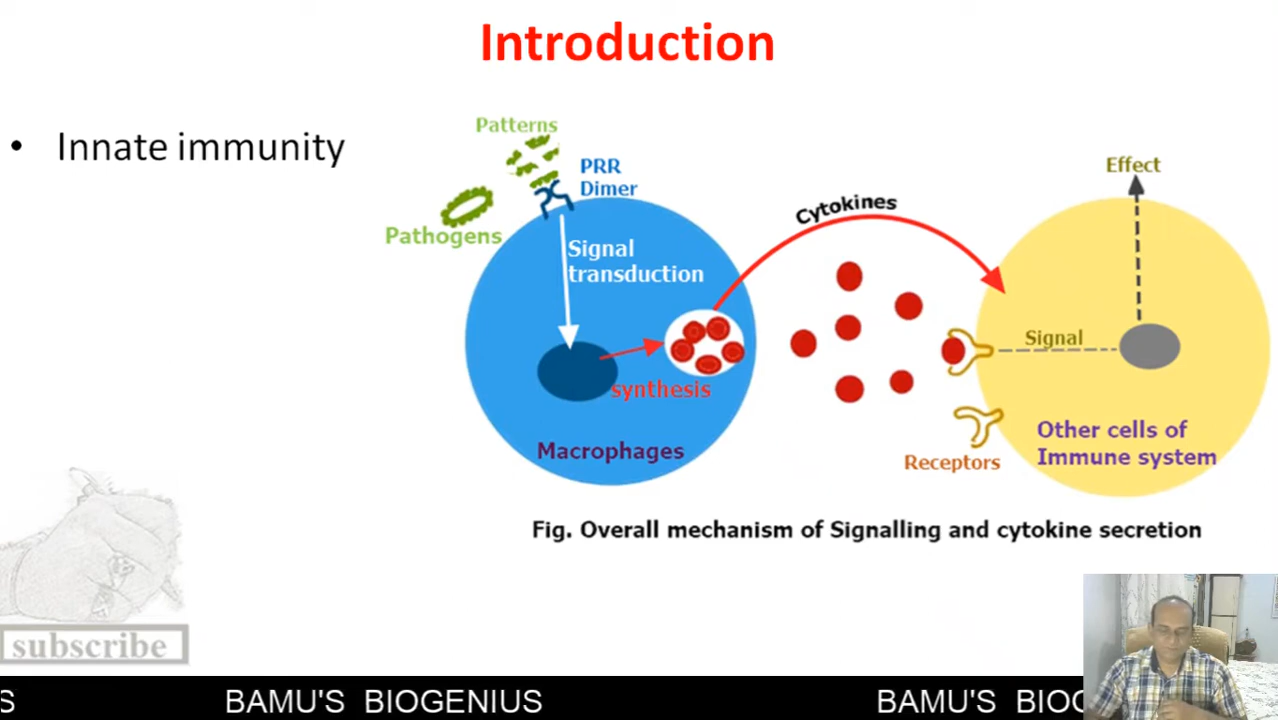 Introduction
• Innate immunity
Patterns
PRR
Dimer
Pathogens
Signal
transduction
synthesis
Macrophages
Cytokines
Effect
Signal
Receptors
Other cells of
Immune system
Fig. Overall mechanism of Signalling and cytokine secretion
subscribe
S BAMU'S BIOGENIUS BAMU'S BIOG